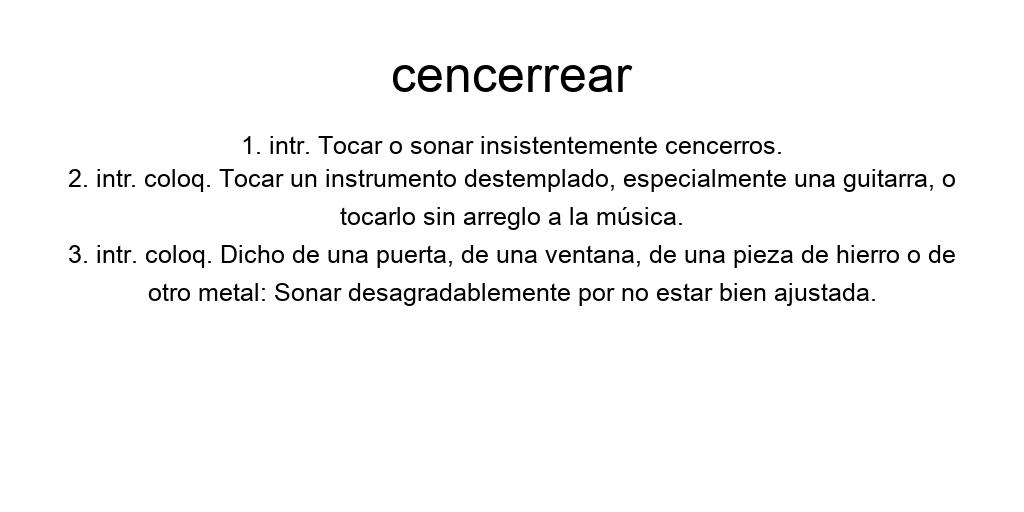 cencerrear
1. intr. Tocar o sonar insistentemente cencerros.
2. intr. coloq. Tocar un instrumento destemplado, especialmente una guitarra, o
tocarlo sin arreglo a la música.
3. intr. coloq. Dicho de una puerta, de una ventana, de una pieza de hierro o de
otro metal: Sonar desagradablemente por no estar bien ajustada.